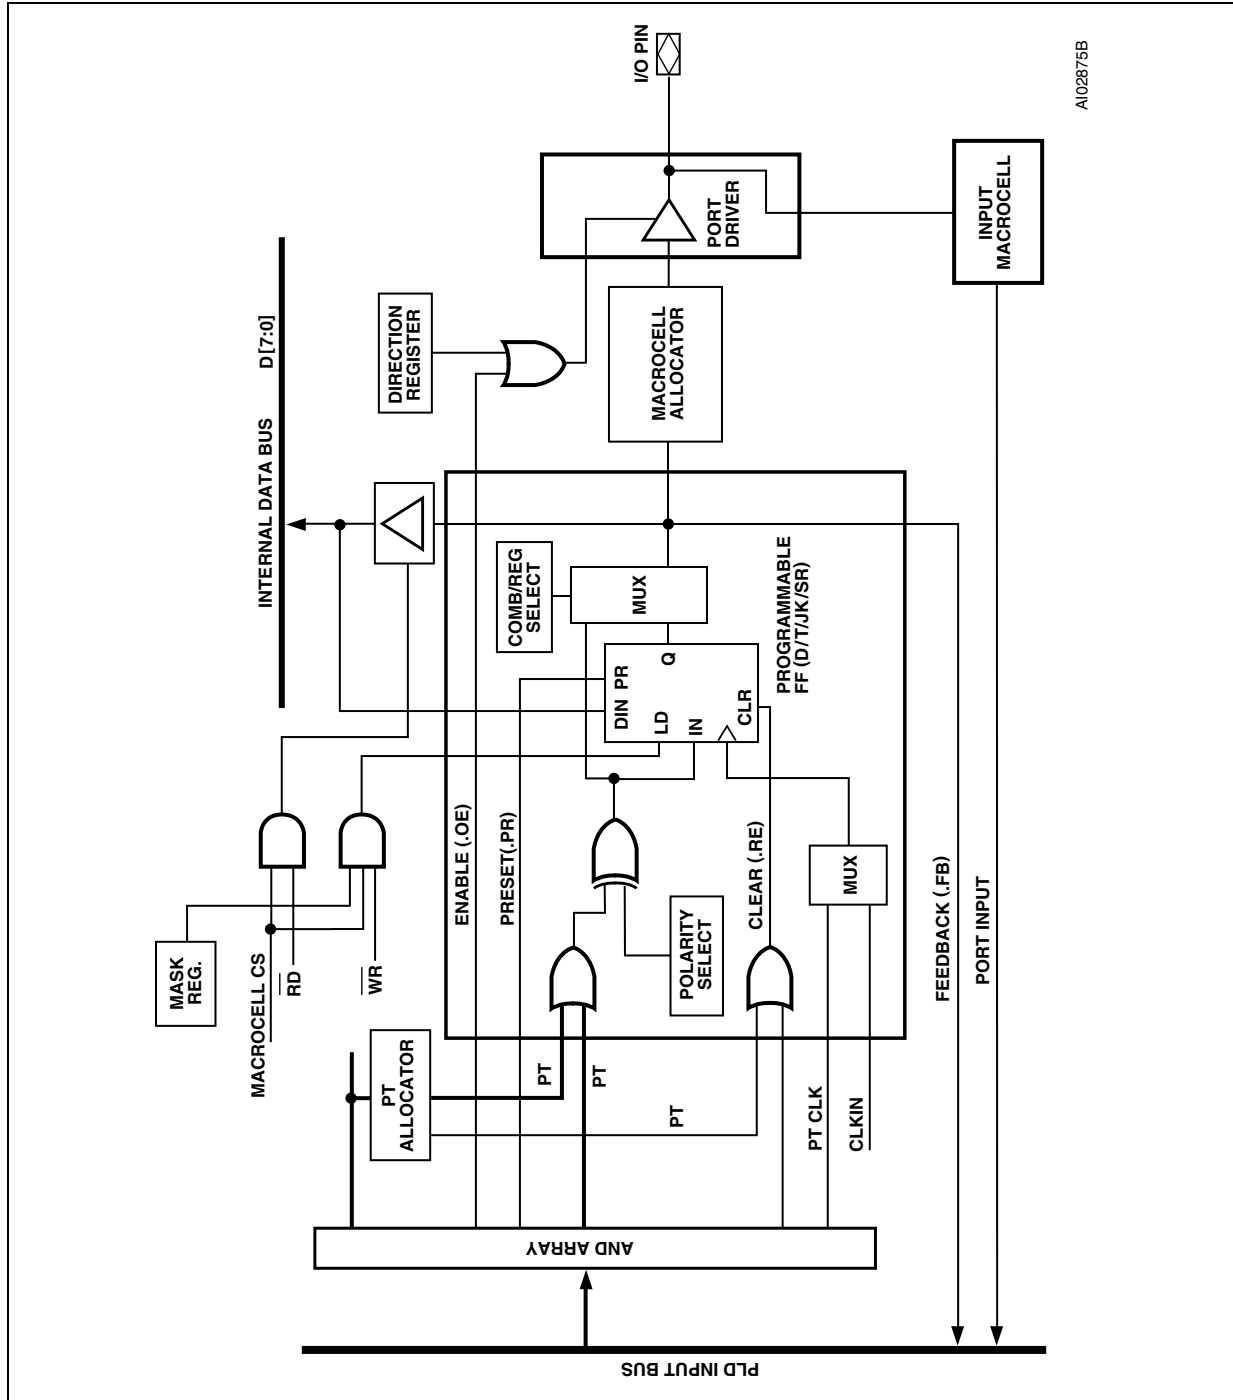 MASK
REG.
MACROCELL CS
RD
WR
INTERNAL DATA BUS D[7:0]
DIRECTION
REGISTER
PT
ALLOCATOR
ENABLE (.OE)
PRESET(.PR)
COMB/REG
SELECT
MUX
PT
PT
DIN PR
LD
Q
IN
CLR
MACROCELL
ALLOCATOR
PORT
DRIVER
I/O PIN
POLARITY
SELECT
PT
CLEAR (.RE)
PROGRAMMABLE
FF (D/T/JK/SR)
PT CLK
CLKIN
MUX
AND ARRAY
PLD INPUT BUS
FEEDBACK (.FB)
PORT INPUT
INPUT
MACROCELL
AI02875B